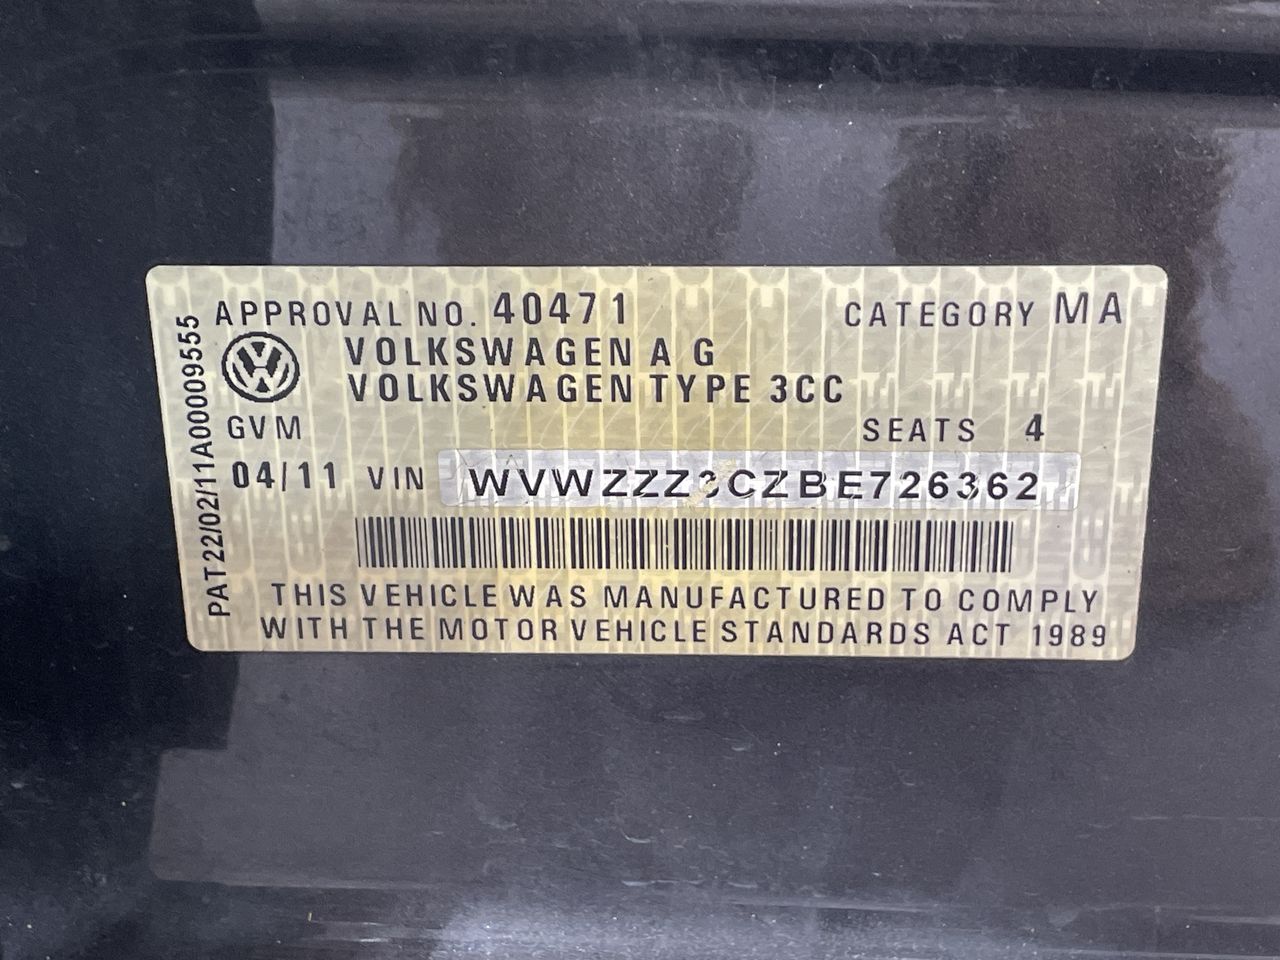 APPROVAL NO. 40471 CATEGORY MA
VOLKSWAGEN A G
VOLKSWAGEN TYPE 3CC
GVM SEATS 4
04/11 VIN WVWZZZ3CZBE726362
THIS VEHICLE WAS MANUFACTURED TO COMPLY
WITH THE MOTOR VEHICLE STANDARDS ACT 1989
PAT22/02/111A00009555